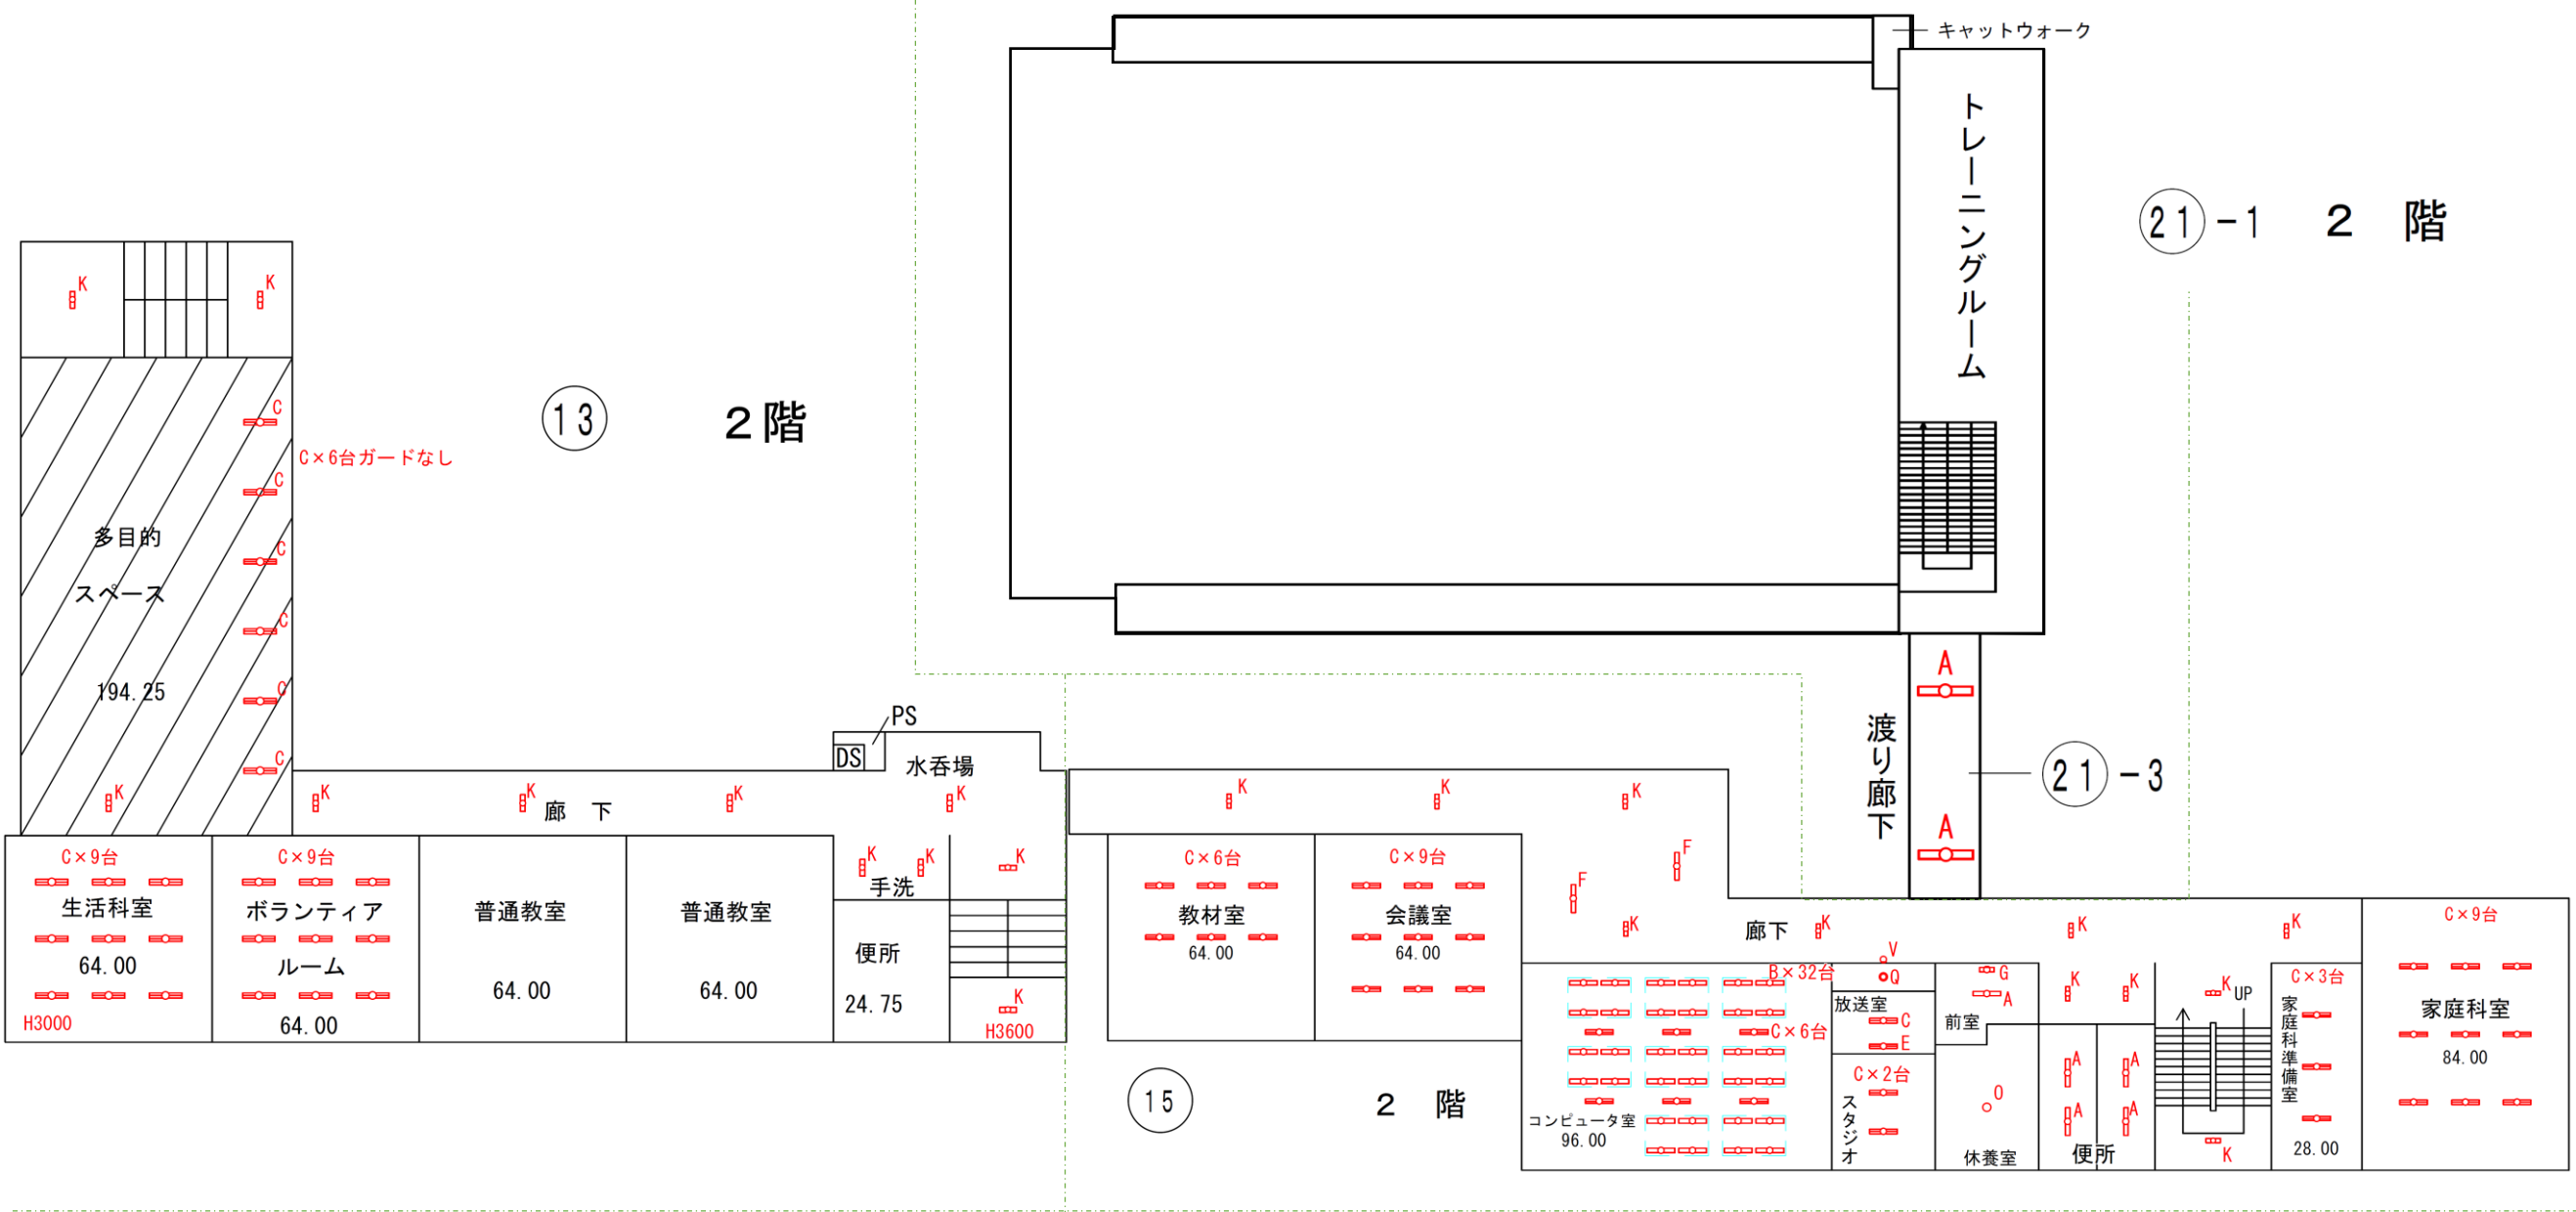 キャットウォーク
トレーニングルーム
21-1 2 階
K
K
13 2階
C
C×6台ガードなし
C
C
C
C
C
多目的
スペース
194.25
A
渡り廊下
21-3
A
PS
DS
水呑場
K
K
K
廊 下
K
K
K
K
K
K
K
K
手洗
C×9台
生活科室
64.00
H3000
C×9台
ボランティア
ルーム
64.00
普通教室
64.00
普通教室
64.00
便所
24.75
K
H3600
C×6台
教材室
64.00
C×9台
会議室
64.00
F
F
K
廊下
K
K
K
V
Q
B×32台
C×6台
コンピュータ室
96.00
放送室
C
E
C×2台
スタジオ
G
A
前室
O
休養室
K
K
A
A
A
A
便所
K
UP
K
C×3台
家庭科準備室
28.00
C×9台
家庭科室
84.00
15 2 階